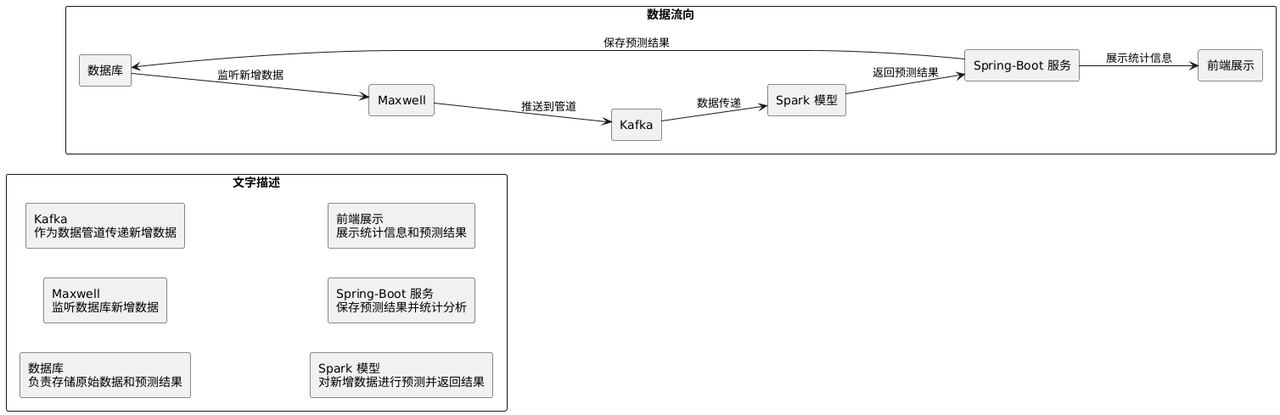 数据流向
保存预测结果
数据库
监听新增数据
Maxwell
推送到管道
Kafka
数据传递
Spark 模型
返回预测结果
Spring-Boot 服务
展示统计信息
前端展示
文字描述
Kafka
作为数据管道传递新增数据
前端展示
展示统计信息和预测结果
Maxwell
监听数据库新增数据
Spring-Boot 服务
保存预测结果并统计分析
数据库
负责存储原始数据和预测结果
Spark 模型
对新增数据进行预测并返回结果